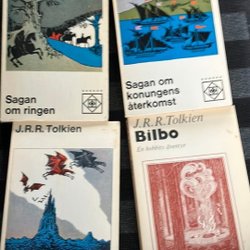 Sagan
om ringen
Sagan om
konungens
återkomst
J.R.R. Tolkien
J.R.R. Tolkien
Bilbo
En hobbits äventyr